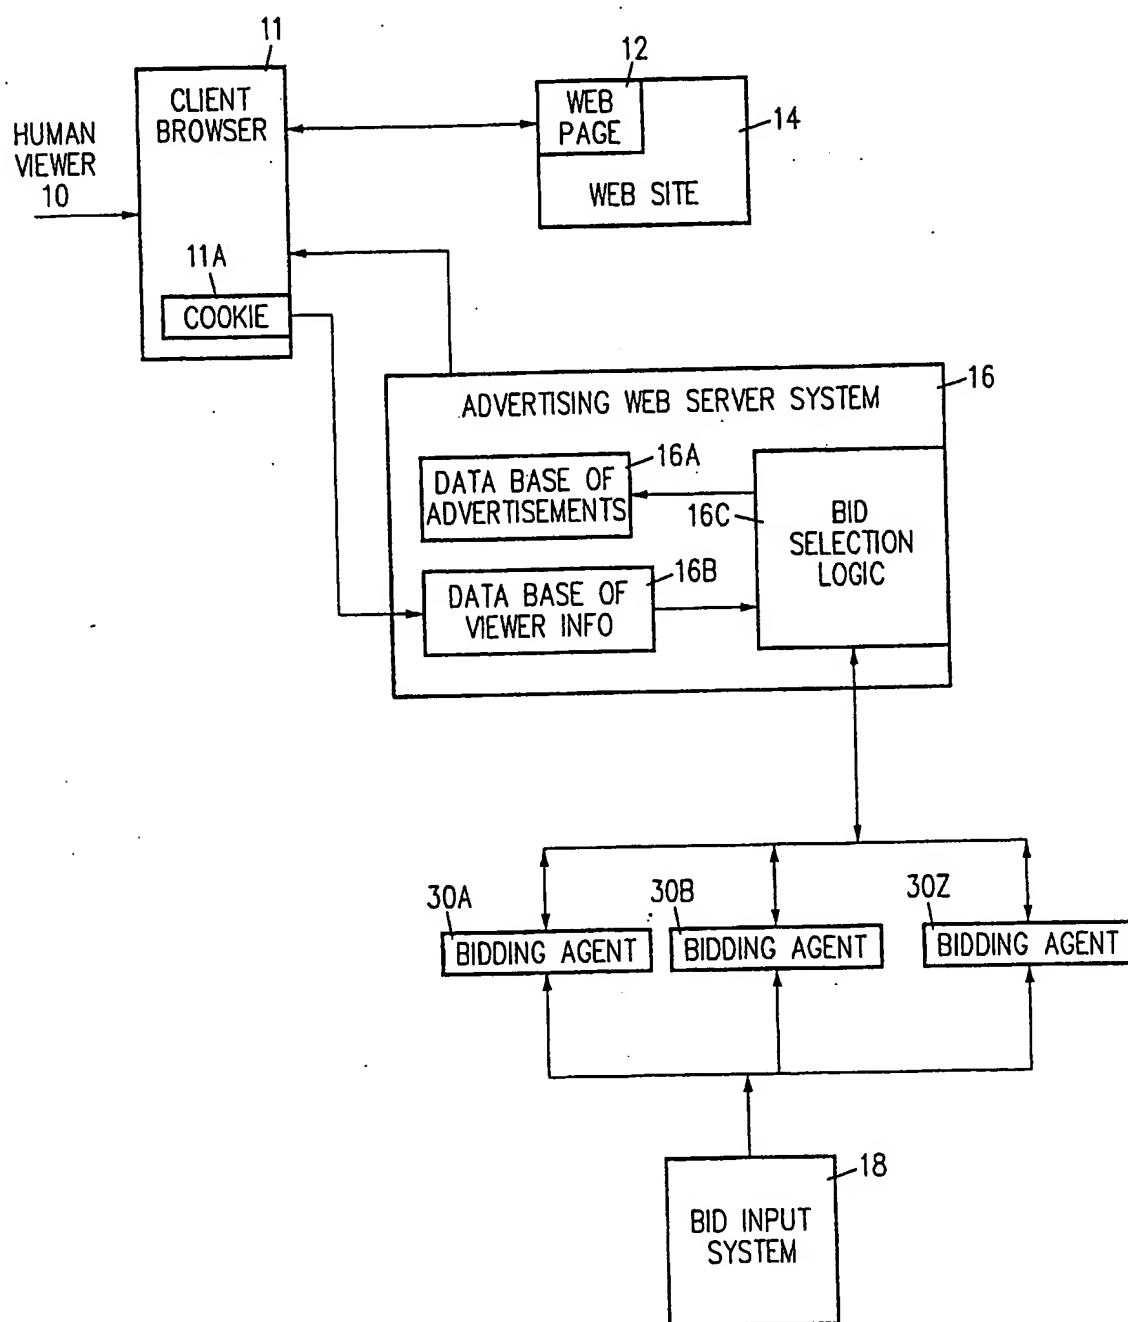 11
CLIENT
BROWSER
12
WEB
PAGE
14
WEB SITE
HUMAN
VIEWER
10
11A
COOKIE
16
ADVERTISING WEB SERVER SYSTEM
16A
DATA BASE OF
ADVERTISEMENTS
16C
BID
SELECTION
LOGIC
16B
DATA BASE OF
VIEWER INFO
30A
BIDDING AGENT
30B
BIDDING AGENT
30Z
BIDDING AGENT
18
BID INPUT
SYSTEM